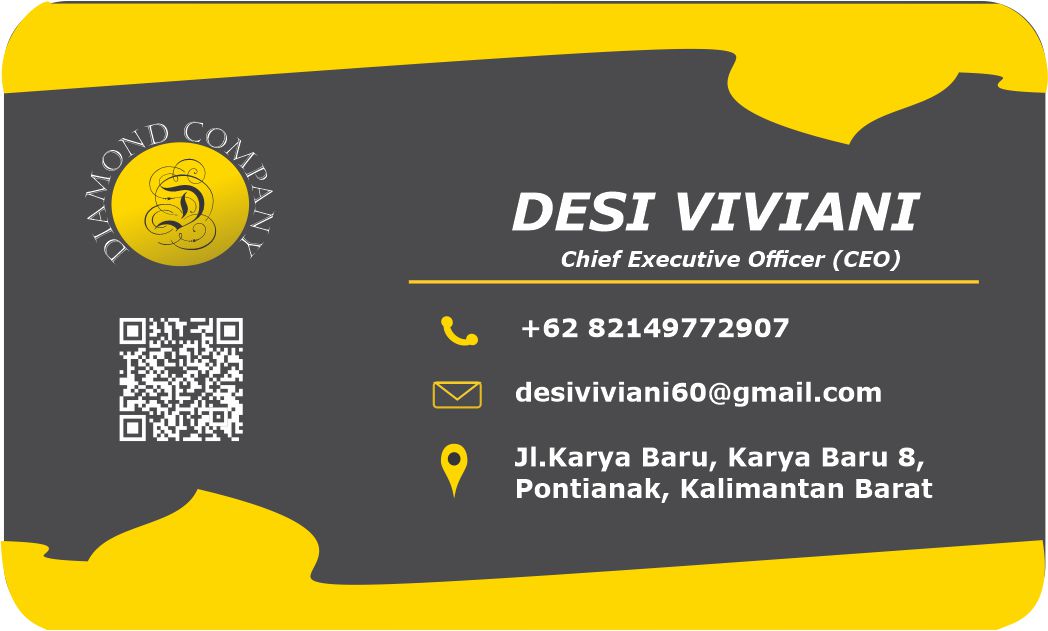 DIAMOND COMPANY
D
DESI VIVIANI
Chief Executive Officer (CEO)
+62 82149772907
desiviviani60@gmail.com
Jl.Karya Baru, Karya Baru 8,
Pontianak, Kalimantan Barat